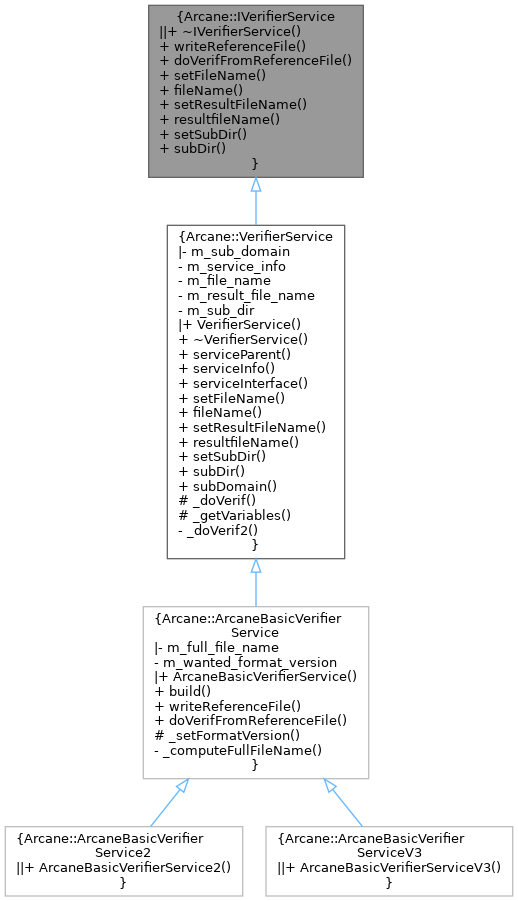 {Arcane::IVerifierService
||+ ~IVerifierService()
+ writeReferenceFile()
+ doVerifFromReferenceFile()
+ setFileName()
+ fileName()
+ setResultFileName()
+ resultfileName()
+ setSubDir()
+ subDir()
}
{Arcane::VerifierService
|- m_sub_domain
- m_service_info
- m_file_name
- m_result_file_name
- m_sub_dir
|+ VerifierService()
+ ~VerifierService()
+ serviceParent()
+ serviceInfo()
+ serviceInterface()
+ setFileName()
+ fileName()
+ setResultFileName()
+ resultfileName()
+ setSubDir()
+ subDir()
+ subDomain()
# _doVerif()
# _getVariables()
- _doVerif2()
}
{Arcane::ArcaneBasicVerifier
Service
|- m_full_file_name
- m_wanted_format_version
|+ ArcaneBasicVerifierService()
+ build()
+ writeReferenceFile()
+ doVerifFromReferenceFile()
# _setFormatVersion()
- _computeFullFileName()
}
{Arcane::ArcaneBasicVerifier
Service2
||+ ArcaneBasicVerifierService2()
}
{Arcane::ArcaneBasicVerifier
ServiceV3
||+ ArcaneBasicVerifierServiceV3()
}